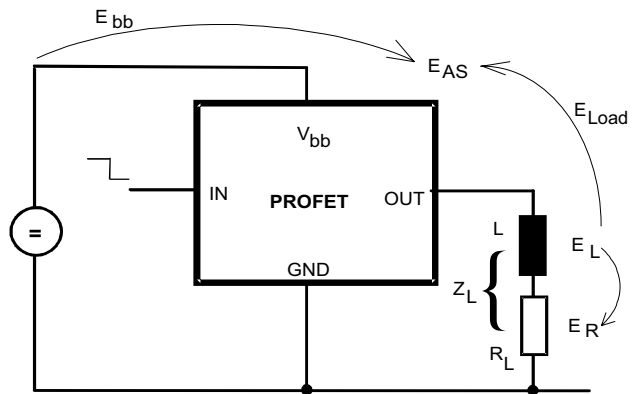 E bb
E AS
E Load
V bb
IN
PROFET
OUT
=
L
E L
GND
Z L
{
E R
R L